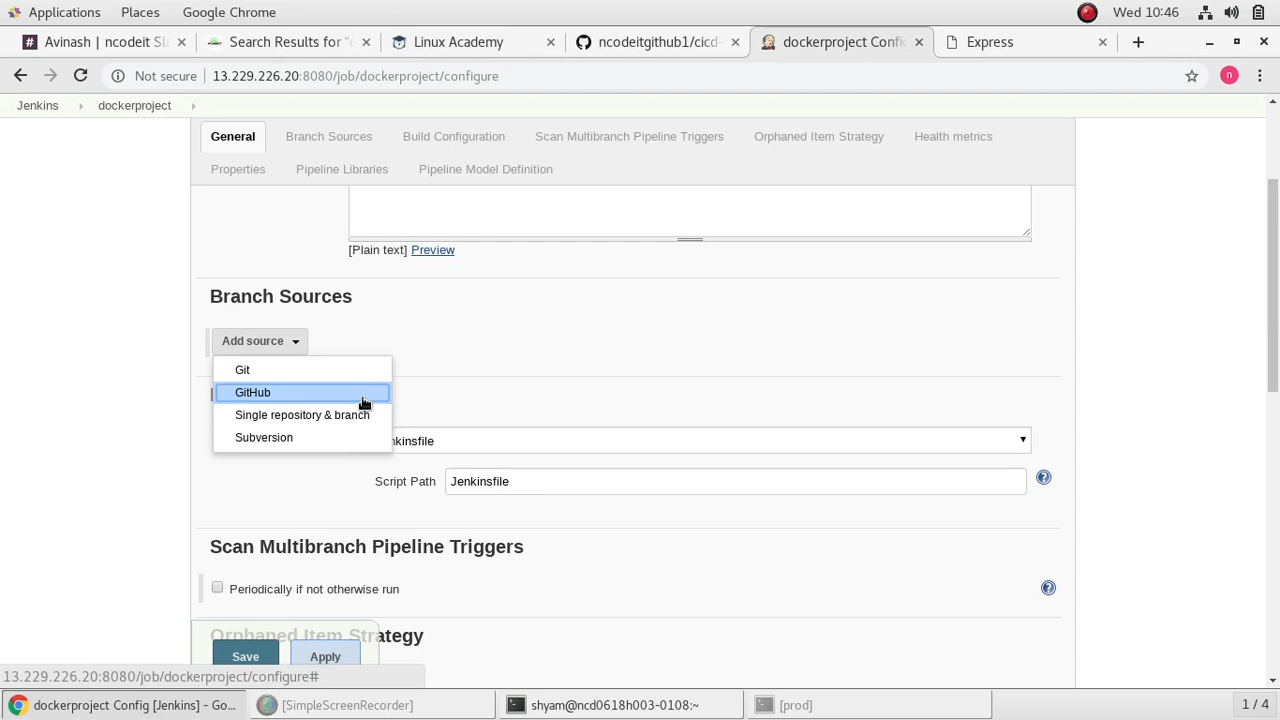 Applications Places Google Chrome Wed 10:46
# Avinash | ncodeit Sla × Search Results for "d × Linux Academy × ncodeitgithub1/cicd- × dockerproject Confi × Express × +
Not secure 13.229.226.20:8080/job/dockerproject/configure n
Jenkins dockerproject
General Branch Sources Build Configuration Scan Multibranch Pipeline Triggers Orphaned Item Strategy Health metrics
Properties Pipeline Libraries Pipeline Model Definition
[Plain text] Preview
Branch Sources
Add source
Git
GitHub
Single repository & branch
Subversion
nkinsfile
Script Path Jenkinsfile
Scan Multibranch Pipeline Triggers
Periodically if not otherwise run
Orphaned Item Strategy
Save Apply
13.229.226.20:8080/job/dockerproject/configure#
dockerproject Config [Jenkins] - Go... [SimpleScreenRecorder] shyam@ncd0618h003-0108:~ [prod] 1 / 4